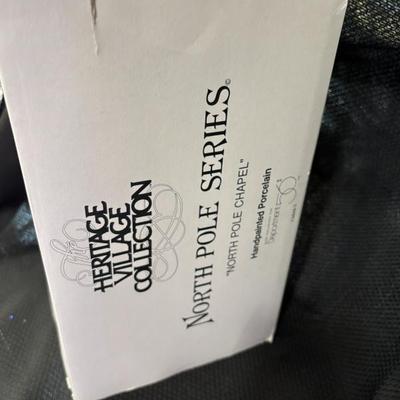 The
HERITAGE
VILLAGE
COLLECTION
NORTH POLE SERIES©
"NORTH POLE CHAPEL"
Handpainted Porcelain
Department 56